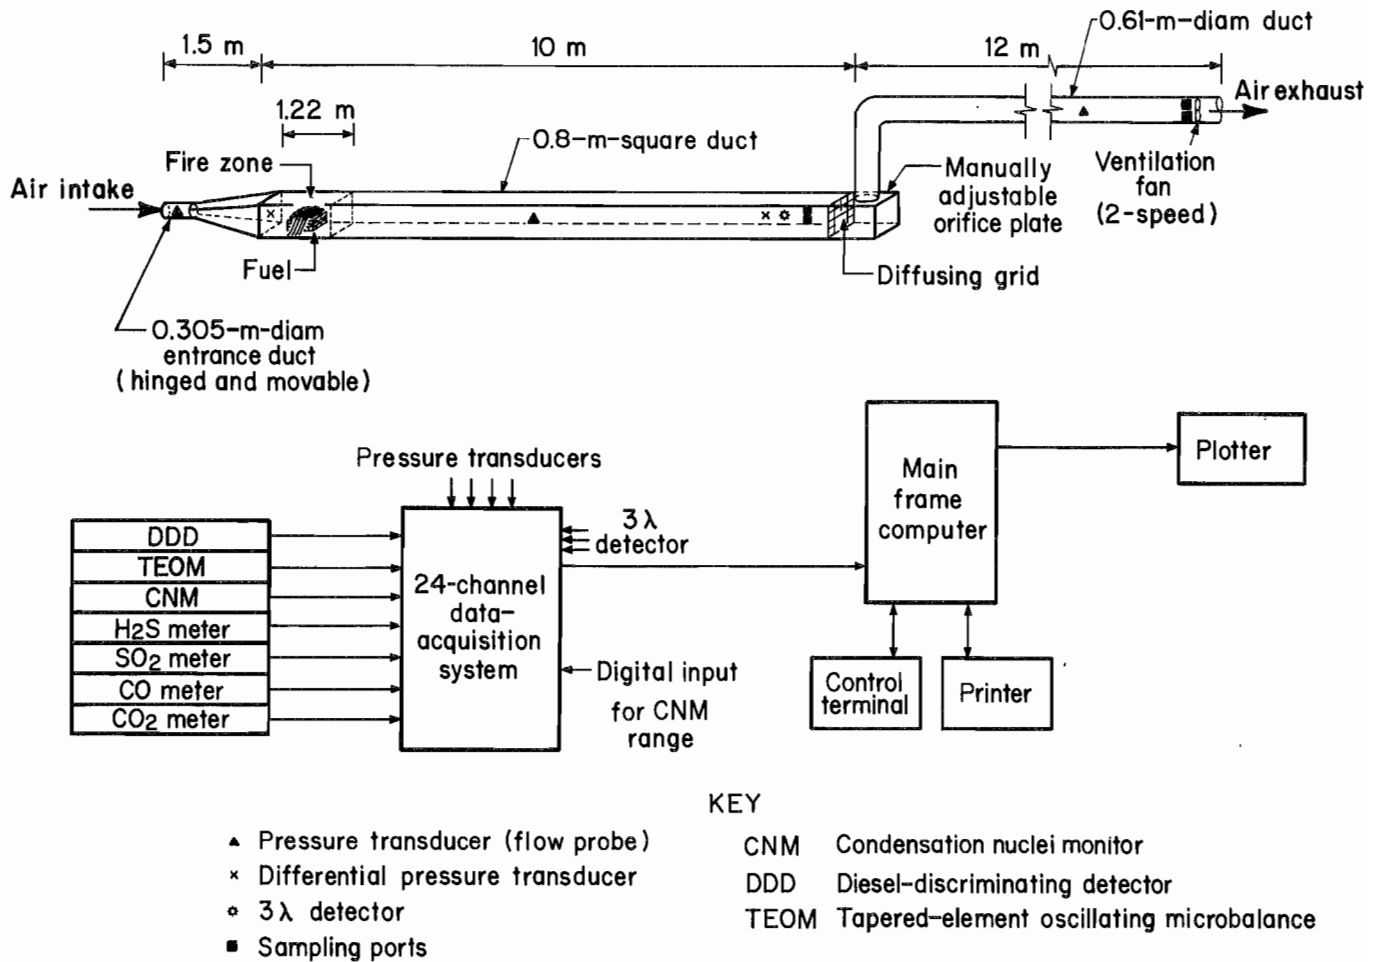 0.61-m-diam duct
1.5 m
10 m
12 m
Air exhaust
1.22 m
Fire zone
0.8-m-square duct
Air intake
Manually
adjustable
orifice plate
Ventilation
fan
(2-speed)
Fuel
Diffusing grid
0.305-m-diam
entrance duct
(hinged and movable)
Pressure transducers
DDD
TEOM
CNM
H2S meter
SO2 meter
CO meter
CO2 meter
24-channel
data-
acquisition
system
3λ
detector
Digital input
for CNM
range
Main
frame
computer
Plotter
Control
terminal
Printer
KEY
▲ Pressure transducer (flow probe)
× Differential pressure transducer
✡ 3λ detector
■ Sampling ports
CNM Condensation nuclei monitor
DDD Diesel-discriminating detector
TEOM Tapered-element oscillating microbalance